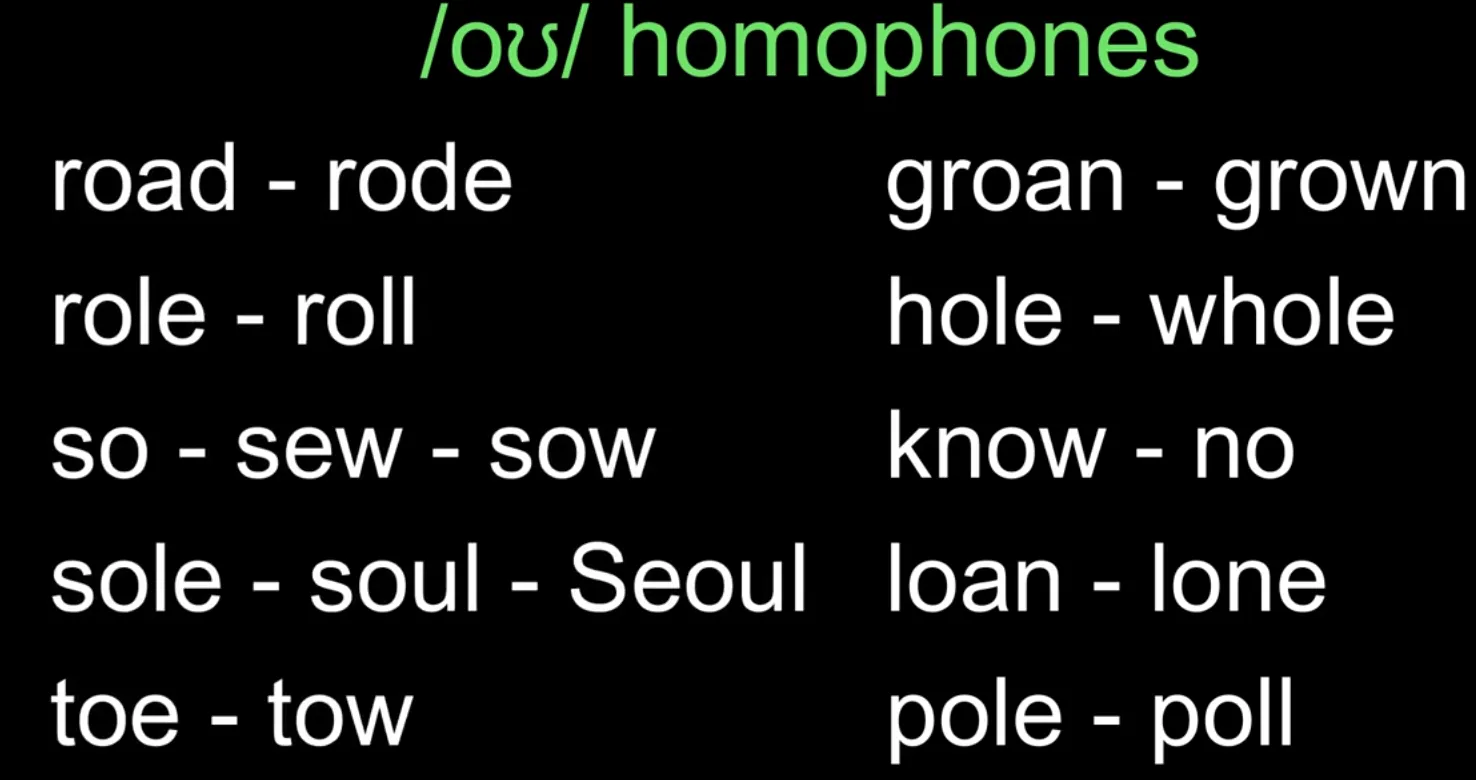 /oʊ/ homophones
road - rode
role - roll
so - sew - sow
sole - soul - Seoul
toe - tow
groan - grown
hole - whole
know - no
loan - lone
pole - poll